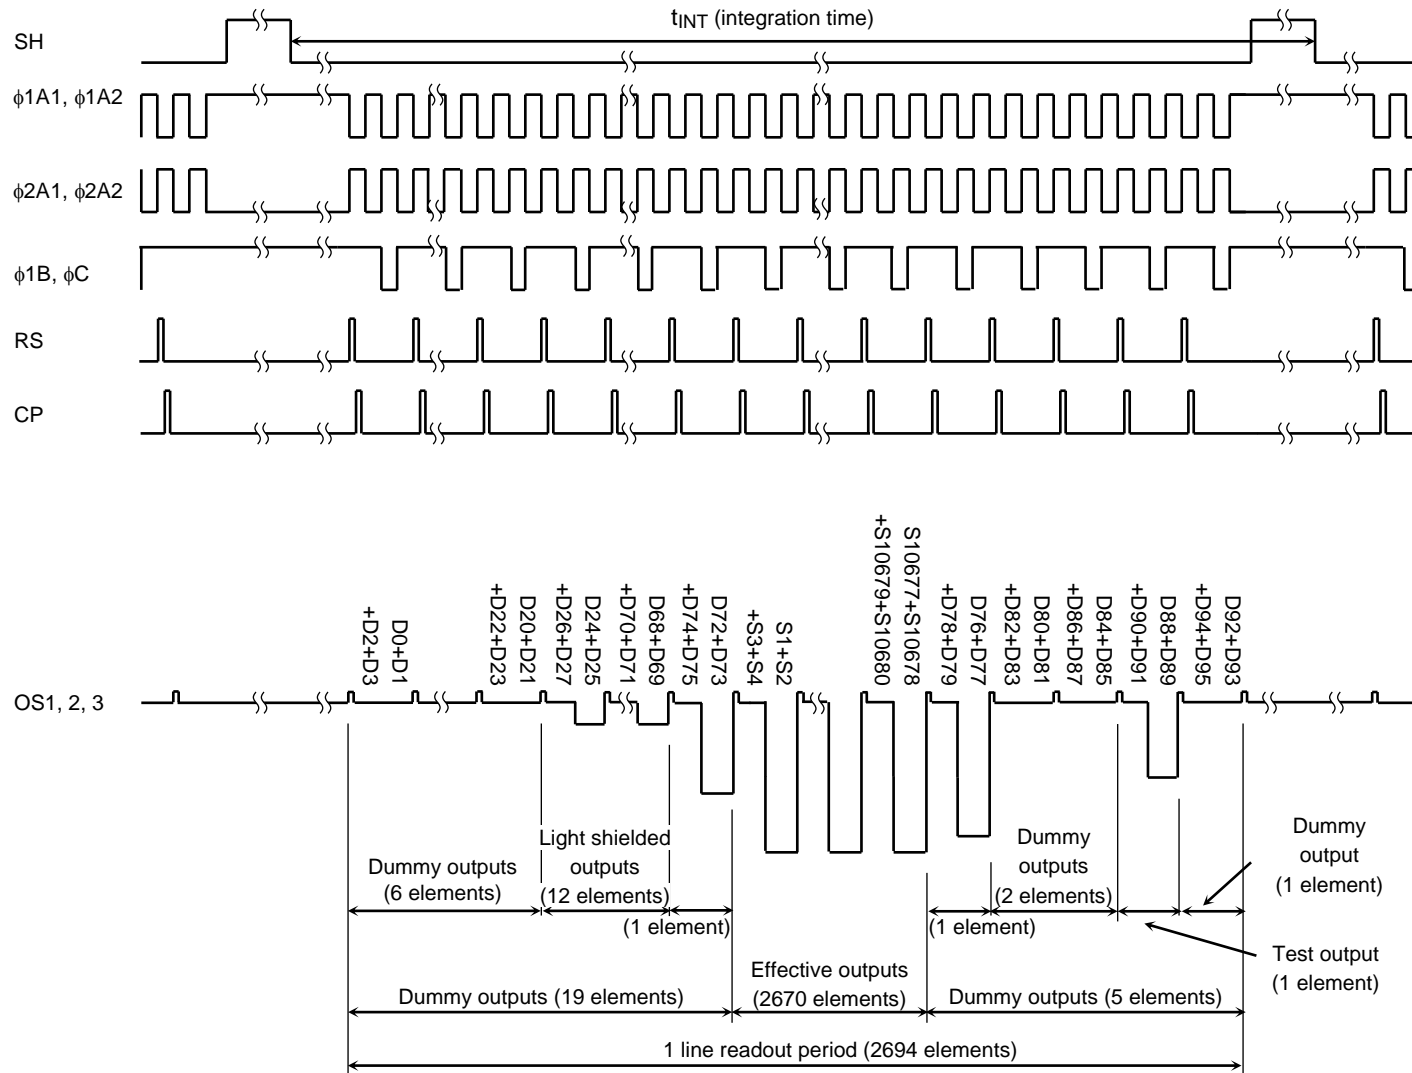 tINT (integration time)
SH
ϕ1A1, ϕ1A2
ϕ2A1, ϕ2A2
ϕ1B, ϕC
RS
CP
OS1, 2, 3
D0+D1
+D2+D3
D20+D21
+D22+D23
D24+D25
+D26+D27
D68+D69
+D70+D71
D72+D73
+D74+D75
S1+S2
+S3+S4
S10677+S10678
+S10679+S10680
D76+D77
+D78+D79
D80+D81
+D82+D83
D84+D85
+D86+D87
D88+D89
+D90+D91
D92+D93
+D94+D95
Dummy outputs
(6 elements)
Light shielded
outputs
(12 elements)
(1 element)
(1 element)
Dummy
outputs
(2 elements)
Dummy
output
(1 element)
Test output
(1 element)
Dummy outputs (19 elements)
Effective outputs
(2670 elements)
Dummy outputs (5 elements)
1 line readout period (2694 elements)